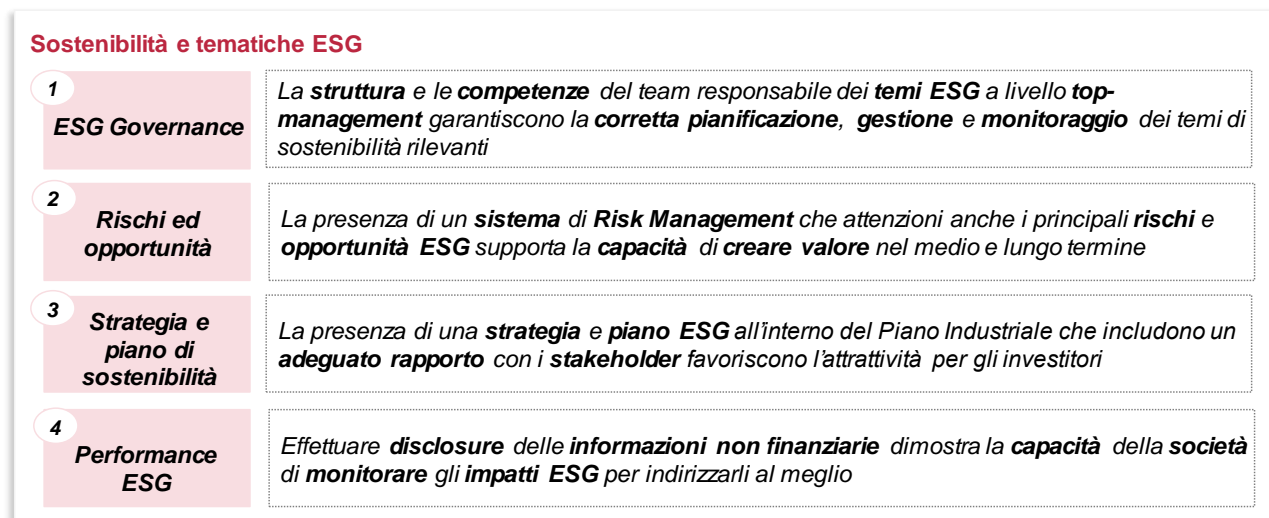 Sostenibilità e tematiche ESG
1
ESG Governance
La struttura e le competenze del team responsabile dei temi ESG a livello top-
management garantiscono la corretta pianificazione, gestione e monitoraggio dei temi di
sostenibilità rilevanti
2
Rischi ed
opportunità
La presenza di un sistema di Risk Management che attenzioni anche i principali rischi e
opportunità ESG supporta la capacità di creare valore nel medio e lungo termine
3
Strategia e
piano di
sostenibilità
La presenza di una strategia e piano ESG all'interno del Piano Industriale che includono un
adeguato rapporto con i stakeholder favoriscono l'attrattività per gli investitori
4
Performance
ESG
Effettuare disclosure delle informazioni non finanziarie dimostra la capacità della società
di monitorare gli impatti ESG per indirizzarli al meglio